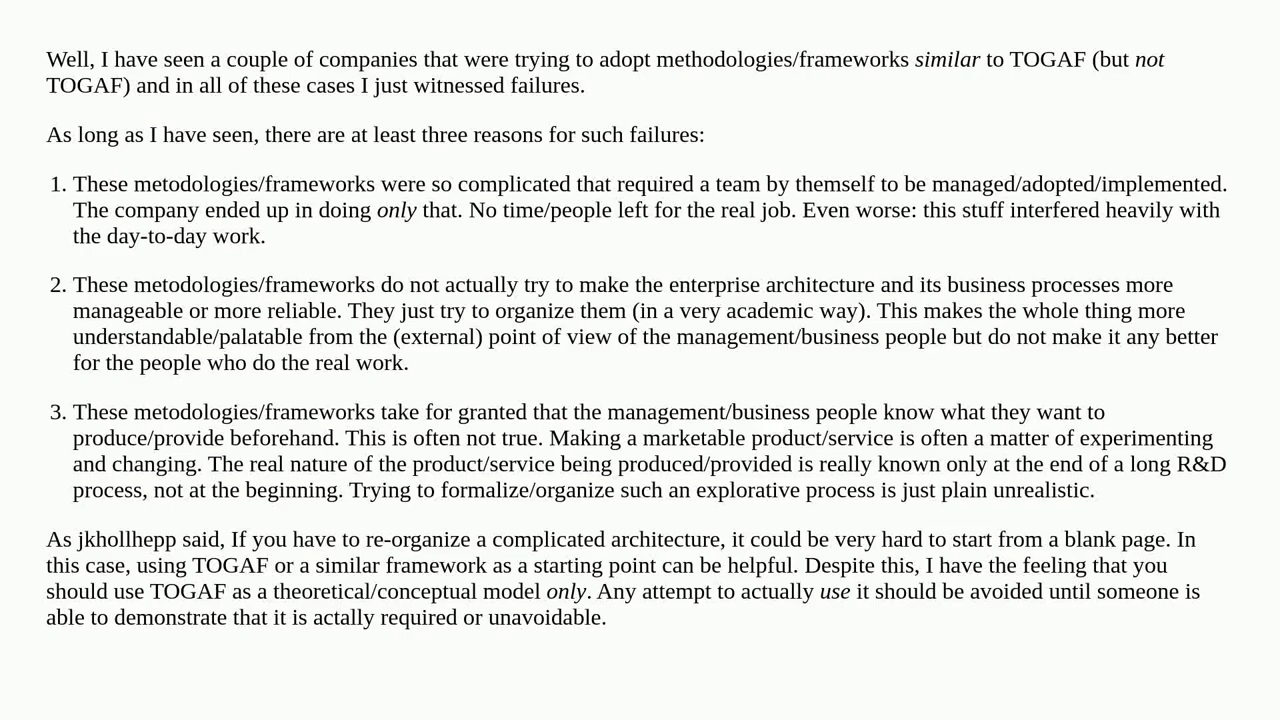 Well, I have seen a couple of companies that were trying to adopt methodologies/frameworks similar to TOGAF (but not
TOGAF) and in all of these cases I just witnessed failures.
As long as I have seen, there are at least three reasons for such failures:
1. These metodologies/frameworks were so complicated that required a team by themself to be managed/adopted/implemented.
The company ended up in doing only that. No time/people left for the real job. Even worse: this stuff interfered heavily with
the day-to-day work.
2. These metodologies/frameworks do not actually try to make the enterprise architecture and its business processes more
manageable or more reliable. They just try to organize them (in a very academic way). This makes the whole thing more
understandable/palatable from the (external) point of view of the management/business people but do not make it any better
for the people who do the real work.
3. These metodologies/frameworks take for granted that the management/business people know what they want to
produce/provide beforehand. This is often not true. Making a marketable product/service is often a matter of experimenting
and changing. The real nature of the product/service being produced/provided is really known only at the end of a long R&D
process, not at the beginning. Trying to formalize/organize such an explorative process is just plain unrealistic.
As jkhollhepp said, If you have to re-organize a complicated architecture, it could be very hard to start from a blank page. In
this case, using TOGAF or a similar framework as a starting point can be helpful. Despite this, I have the feeling that you
should use TOGAF as a theoretical/conceptual model only. Any attempt to actually use it should be avoided until someone is
able to demonstrate that it is actally required or unavoidable.